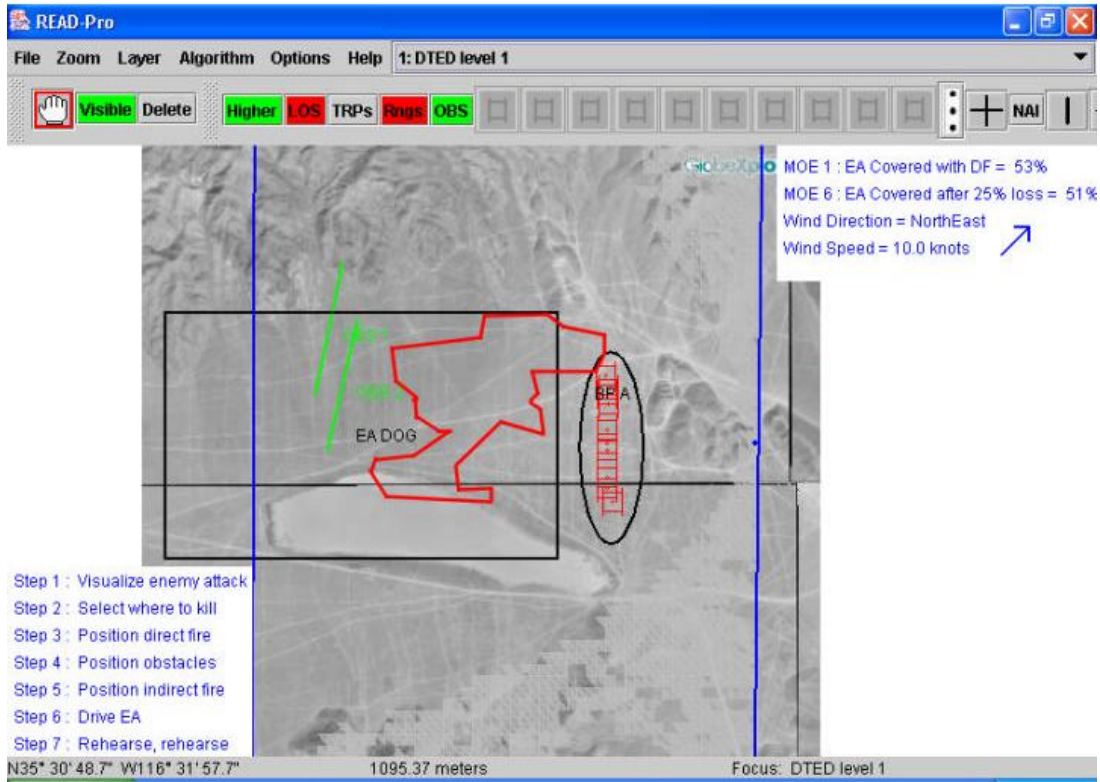 READ-Pro
File Zoom Layer Algorithm Options Help 1: DTED level 1
Visible Delete Higher LOS TRPs Rngs OBS NAI
MOE 1 : EA Covered with DF = 53%
MOE 6 : EA Covered after 25% loss = 51%
Wind Direction = NorthEast
Wind Speed = 10.0 knots
BP A
EA DOG
Step 1 : Visualize enemy attack
Step 2 : Select where to kill
Step 3 : Position direct fire
Step 4 : Position obstacles
Step 5 : Position indirect fire
Step 6 : Drive EA
Step 7 : Rehearse, rehearse
N35° 30' 48.7" W116° 31' 57.7" 1095.37 meters Focus: DTED level 1